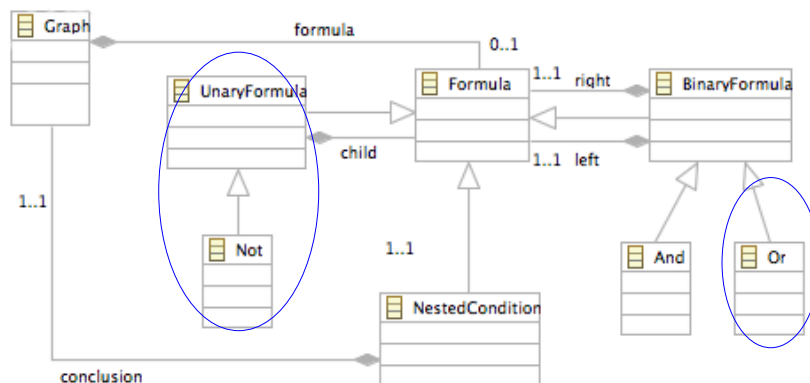 Graph
formula
0..1
UnaryFormula
Formula
1..1
right
BinaryFormula
child
1..1
left
1..1
Not
1..1
And
Or
NestedCondition
conclusion